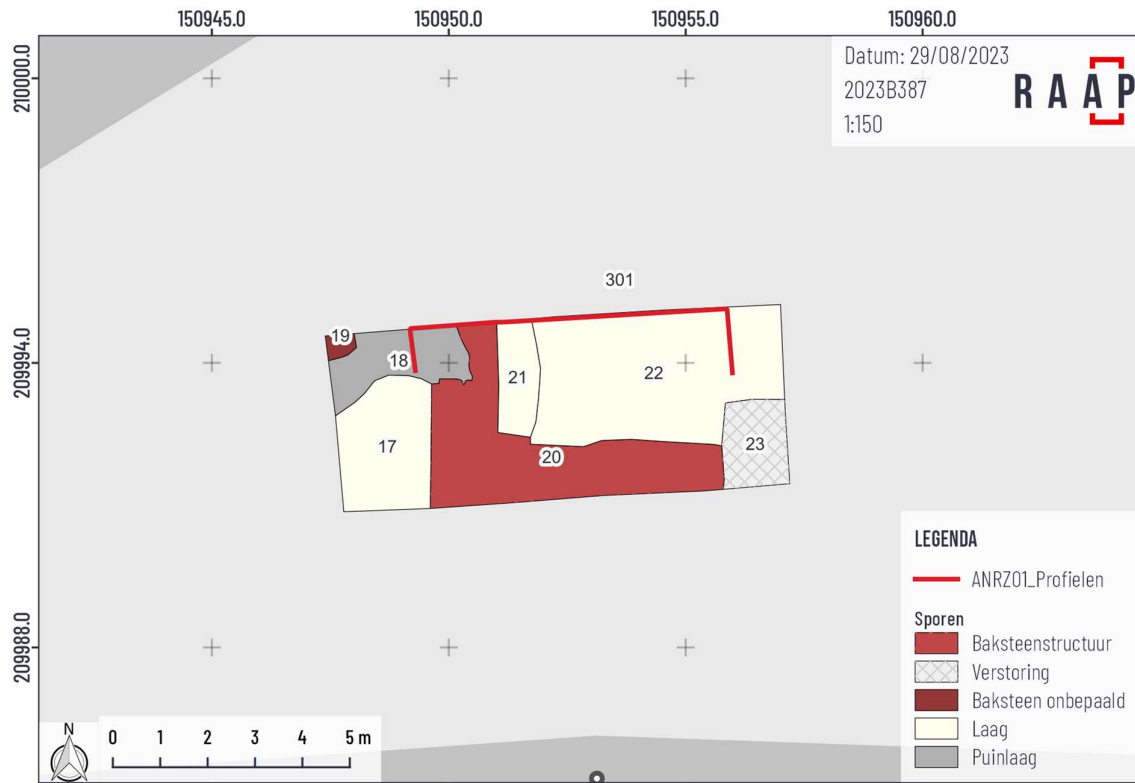 150945.0 150950.0 150955.0 150960.0
210000.0
209994.0
209988.0
Datum: 29/08/2023
2023B387
1:150
RAAP
301
19
18
21
22
17
20
23
LEGENDA
ANRZ01_Profielen
Sporen
Baksteenstructuur
Verstoring
Baksteen onbepaald
Laag
Puinlaag
N
0 1 2 3 4 5 m